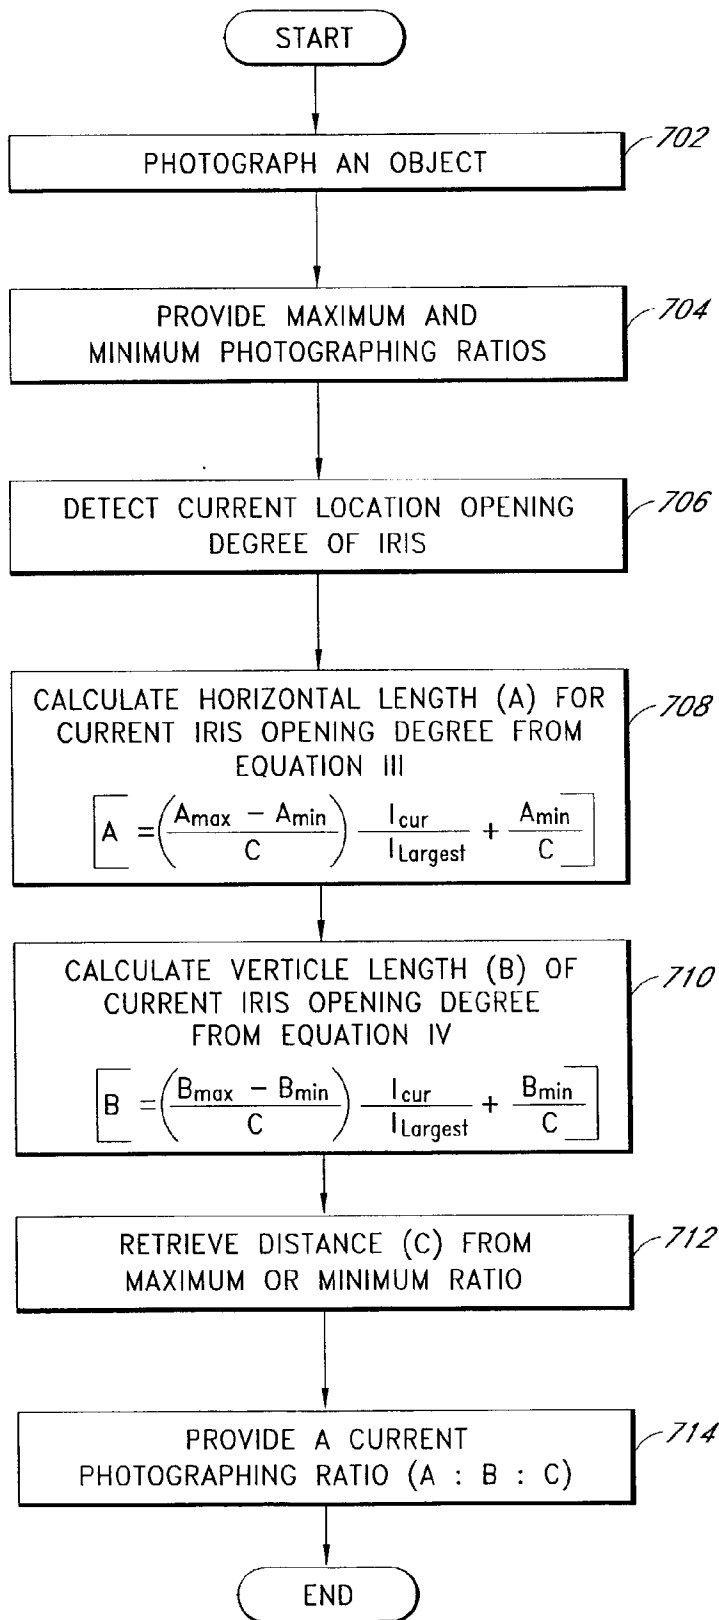 START
702
PHOTOGRAPH AN OBJECT
704
PROVIDE MAXIMUM AND
MINIMUM PHOTOGRAPHING RATIOS
706
DETECT CURRENT LOCATION OPENING
DEGREE OF IRIS
708
CALCULATE HORIZONTAL LENGTH (A) FOR
CURRENT IRIS OPENING DEGREE FROM
EQUATION III
[A = (Amax - Amin / C) Icur / ILargest + Amin / C]
710
CALCULATE VERTICLE LENGTH (B) OF
CURRENT IRIS OPENING DEGREE
FROM EQUATION IV
[B = (Bmax - Bmin / C) Icur / ILargest + Bmin / C]
712
RETRIEVE DISTANCE (C) FROM
MAXIMUM OR MINIMUM RATIO
714
PROVIDE A CURRENT
PHOTOGRAPHING RATIO (A : B : C)
END